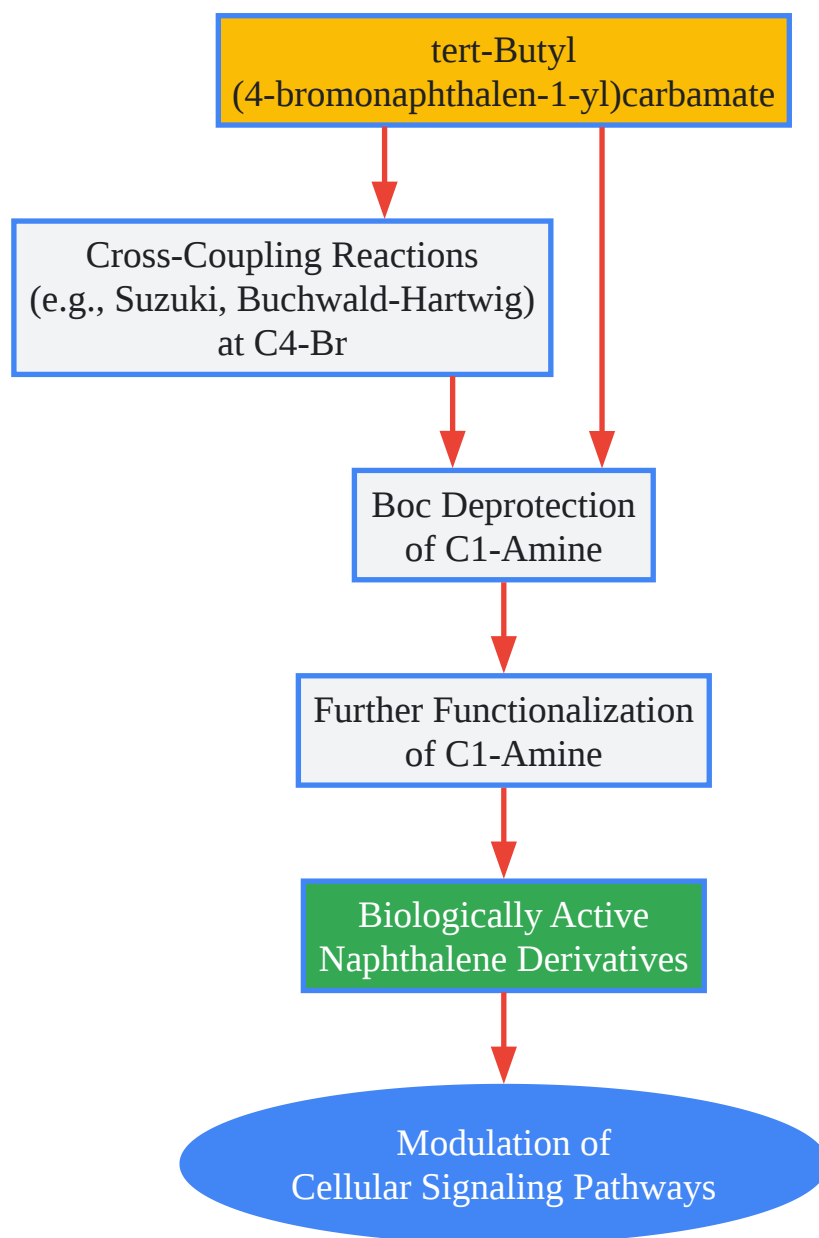 tert-Butyl
(4-bromonaphthalen-1-yl)carbamate
Cross-Coupling Reactions
(e.g., Suzuki, Buchwald-Hartwig)
at C4-Br
Boc Deprotection
of C1-Amine
Further Functionalization
of C1-Amine
Biologically Active
Naphthalene Derivatives
Modulation of
Cellular Signaling Pathways